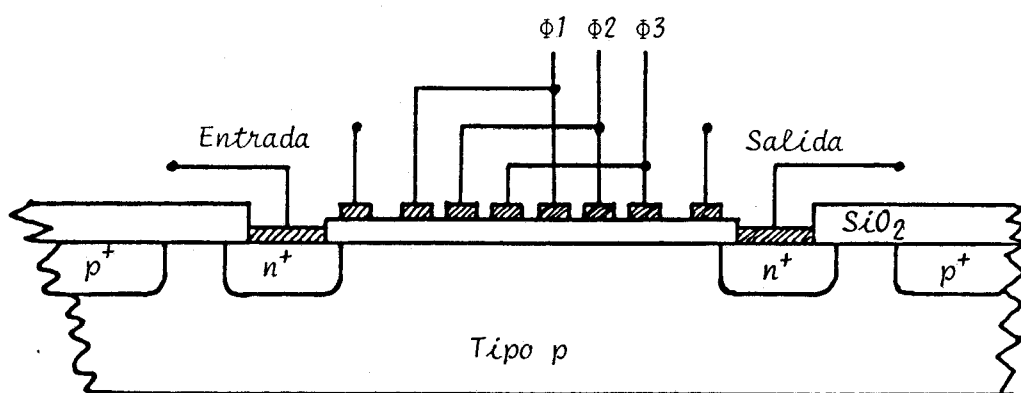 Φ1 Φ2 Φ3
Entrada
Salida
SiO₂
p⁺ n⁺ n⁺ p⁺
Tipo p